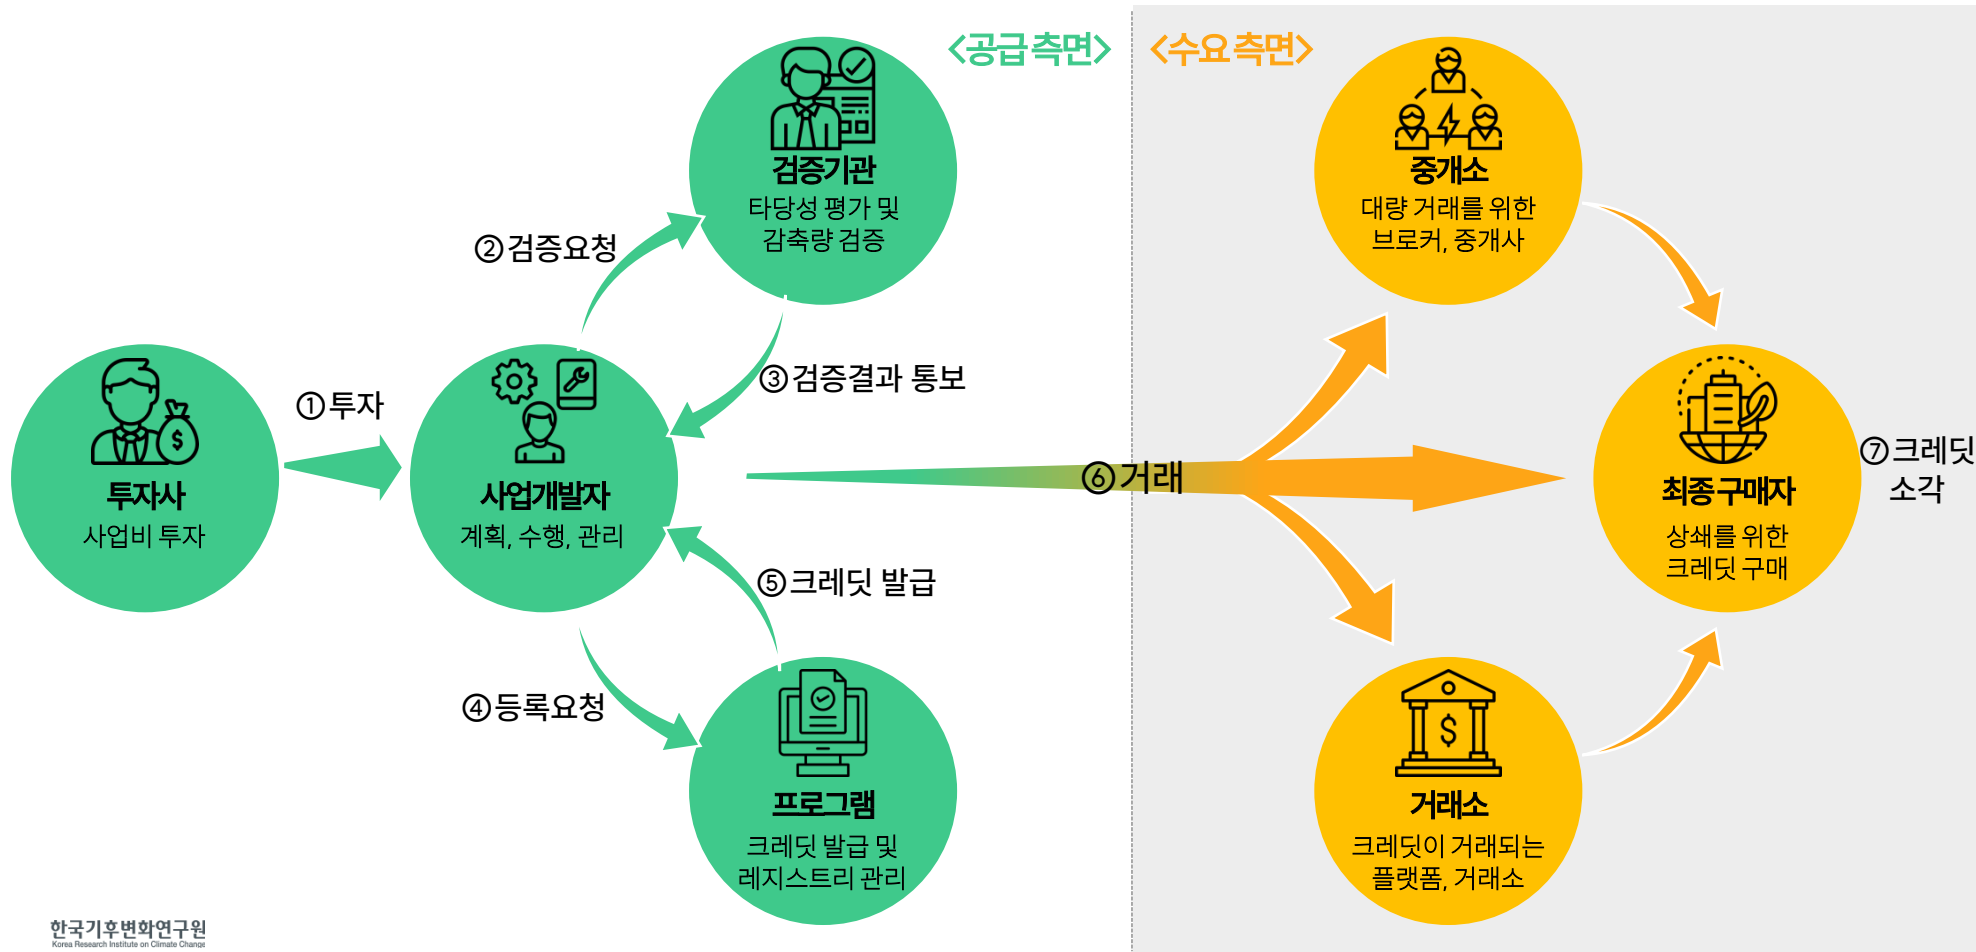 <공급 측면>
<수요 측면>
검증기관
타당성 평가 및
감축량 검증
중개소
대량 거래를 위한
브로커, 중개사
②검증요청
③검증결과 통보
①투자
투자사
사업비 투자
사업개발자
계획, 수행, 관리
⑥거래
최종 구매자
상쇄를 위한
크레딧 구매
⑦크레딧
소각
⑤크레딧 발급
④등록요청
프로그램
크레딧 발급 및
레지스트리 관리
거래소
크레딧이 거래되는
플랫폼, 거래소
한국기후변화연구원
Korea Research Institute on Climate Change